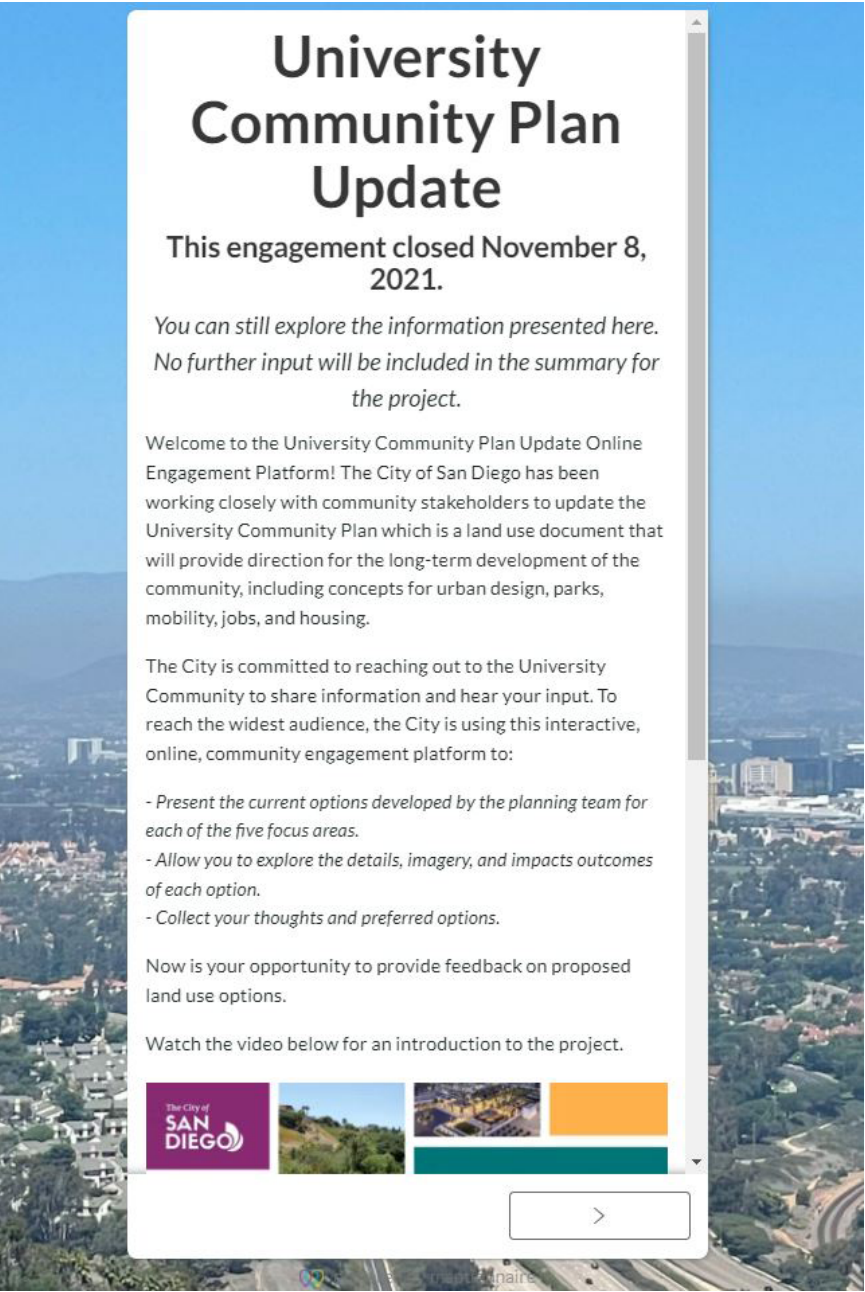 University
Community Plan
Update
This engagement closed November 8,
2021.
You can still explore the information presented here.
No further input will be included in the summary for
the project.
Welcome to the University Community Plan Update Online
Engagement Platform! The City of San Diego has been
working closely with community stakeholders to update the
University Community Plan which is a land use document that
will provide direction for the long-term development of the
community, including concepts for urban design, parks,
mobility, jobs, and housing.
The City is committed to reaching out to the University
Community to share information and hear your input. To
reach the widest audience, the City is using this interactive,
online, community engagement platform to:
- Present the current options developed by the planning team for
each of the five focus areas.
- Allow you to explore the details, imagery, and impacts outcomes
of each option.
- Collect your thoughts and preferred options.
Now is your opportunity to provide feedback on proposed
land use options.
Watch the video below for an introduction to the project.
The City of
SAN
DIEGO